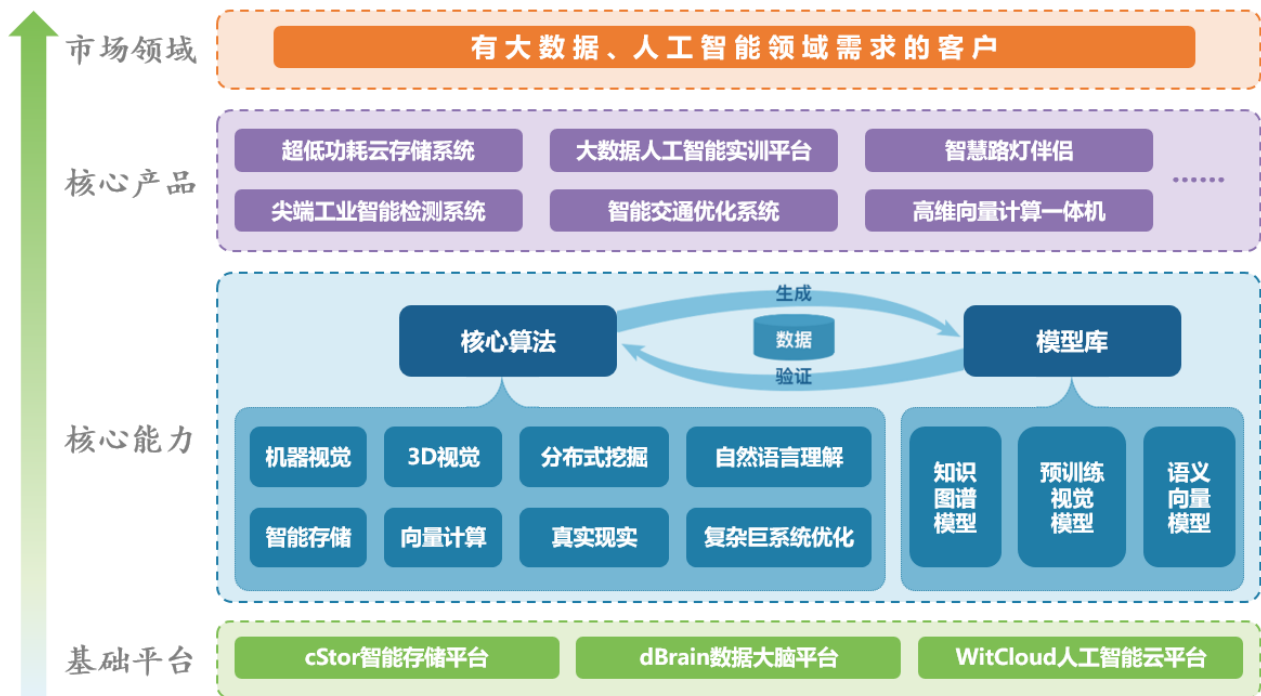 市场领域
有大数据、人工智能领域需求的客户
核心产品
超低功耗云存储系统
大数据人工智能实训平台
智慧路灯伴侣
尖端工业智能检测系统
智能交通优化系统
高维向量计算一体机
……
核心能力
生成
核心算法
数据
模型库
验证
机器视觉
3D视觉
分布式挖掘
自然语言理解
智能存储
向量计算
真实现实
复杂巨系统优化
知识
图谱
模型
预训练
视觉
模型
语义
向量
模型
基础平台
cStor智能存储平台
dBrain数据大脑平台
WitCloud人工智能云平台